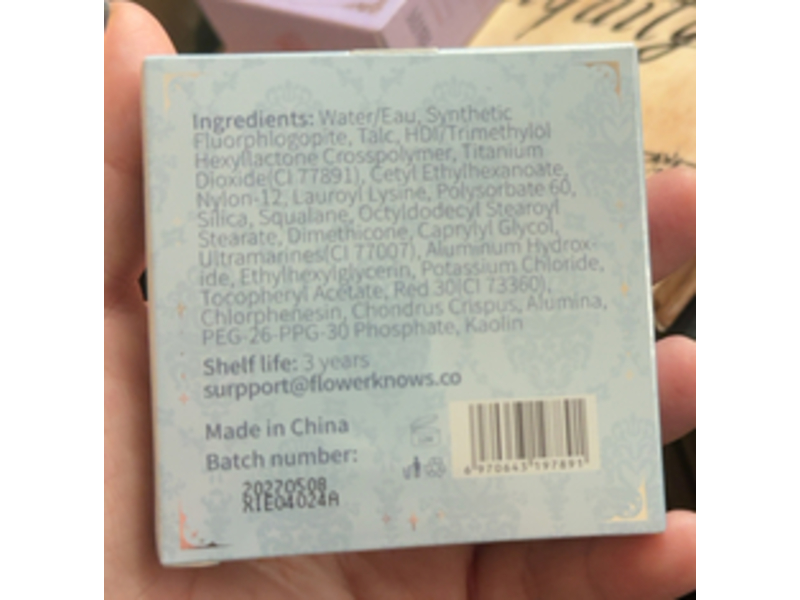 Ingredients: Water/Eau, Synthetic
Fluorphlogopite, Talc, HDI/Trimethylol
Hexyllactone Crosspolymer, Titanium
Dioxide(CI 77891), Cetyl Ethylhexanoate,
Nylon-12, Lauroyl Lysine, Polysorbate 60,
Silica, Squalane, Octyldodecyl Stearoyl
Stearate, Dimethicone, Caprylyl Glycol,
Ultramarines(CI 77007), Aluminum Hydrox-
ide, Ethylhexylglycerin, Potassium Chloride,
Tocopheryl Acetate, Red 30(CI 73360),
Chlorphenesin, Chondrus Crispus, Alumina,
PEG-26-PPG-30 Phosphate, Kaolin
Shelf life: 3 years
surpport@flowerknows.co
Made in China
Batch number:
20220508
XIE04024A
6 970643 197891